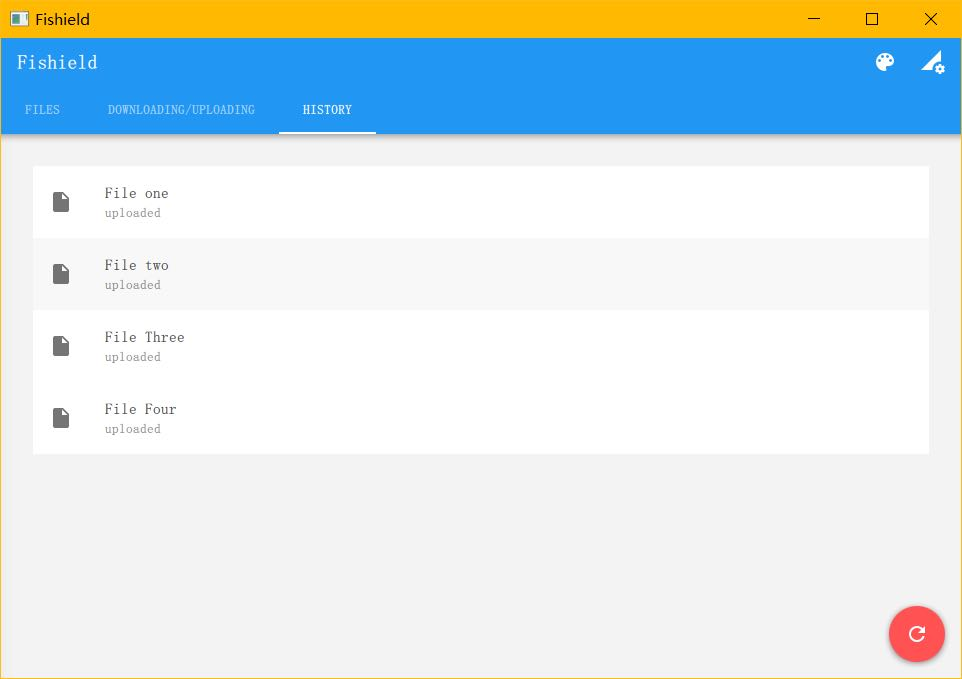 Fishield
Fishield
FILES DOWNLOADING/UPLOADING HISTORY
File one
uploaded
File two
uploaded
File Three
uploaded
File Four
uploaded